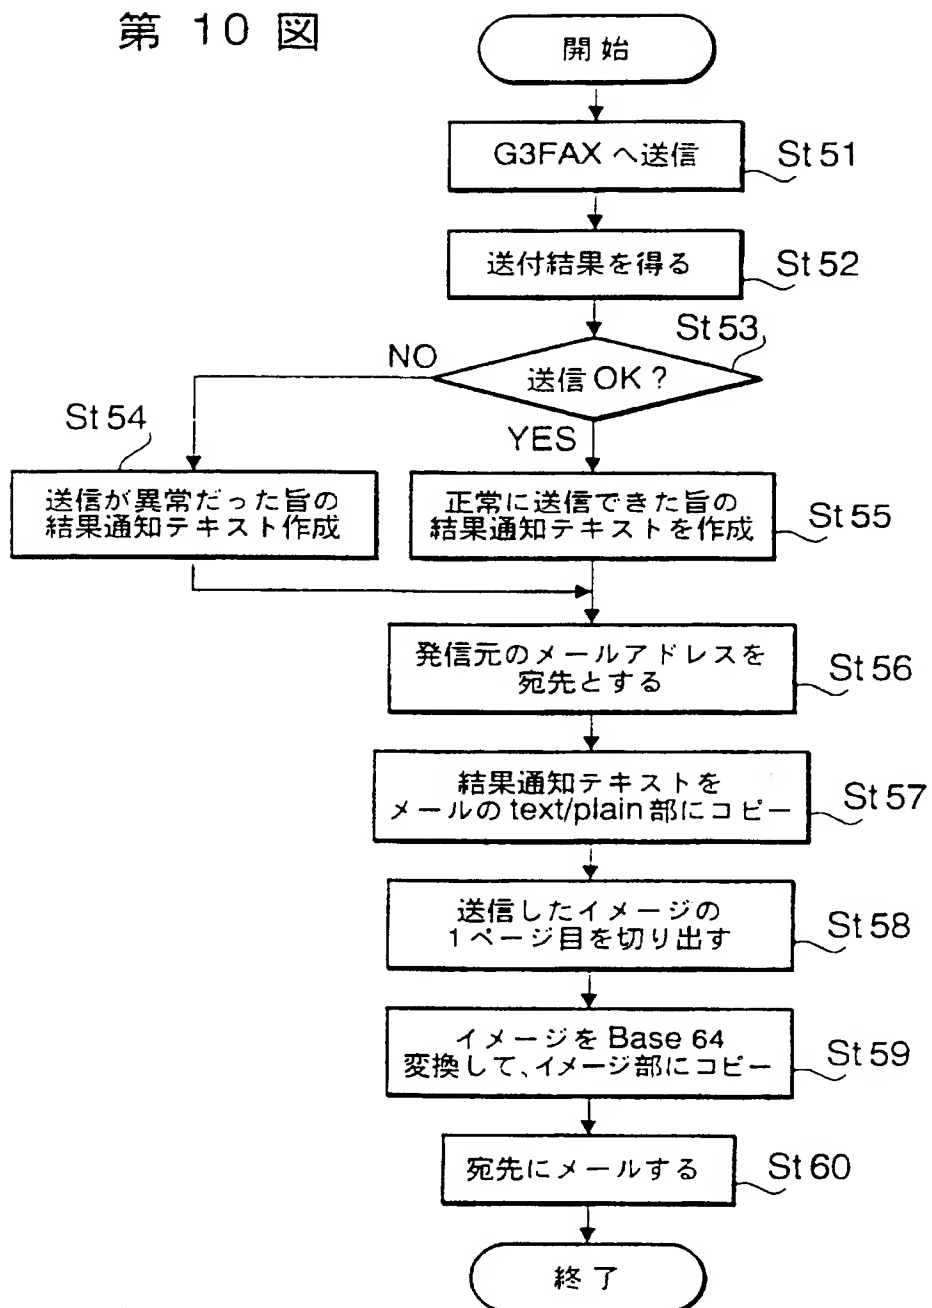 第 10 図
開始
G3FAX へ送信
St 51
送付結果を得る
St 52
St 53
NO
送信 OK ?
St 54
YES
送信が異常だった旨の
結果通知テキスト作成
正常に送信できた旨の
結果通知テキストを作成
St 55
発信元のメールアドレスを
宛先とする
St 56
結果通知テキストを
メールの text/plain 部にコピー
St 57
送信したイメージの
1 ページ目を切り出す
St 58
イメージを Base 64
変換して、イメージ部にコピー
St 59
宛先にメールする
St 60
終了